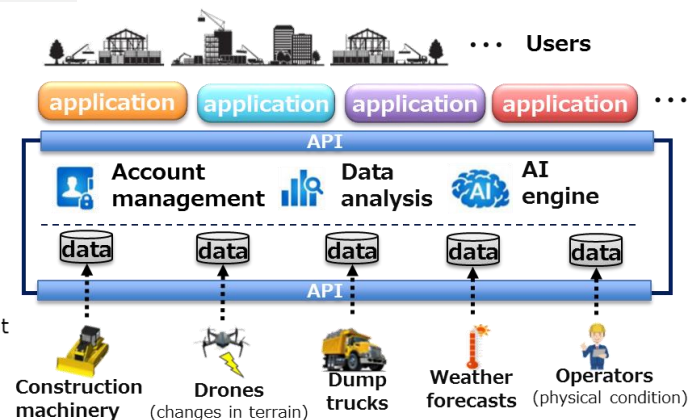 ... Users
application application application application ...
API
Account management
Data analysis
AI
AI engine
data data data data data
API
t
Construction machinery
Drones
(changes in terrain)
Dump trucks
Weather forecasts
Operators
(physical condition)